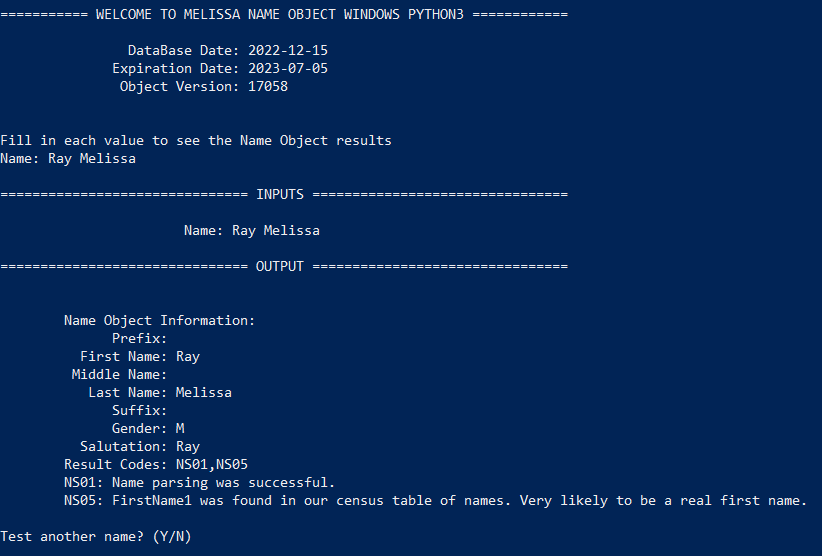 =========== WELCOME TO MELISSA NAME OBJECT WINDOWS PYTHON3 ============
DataBase Date: 2022-12-15
Expiration Date: 2023-07-05
Object Version: 17058
Fill in each value to see the Name Object results
Name: Ray Melissa
=============================== INPUTS ================================
Name: Ray Melissa
=============================== OUTPUT ================================
Name Object Information:
Prefix:
First Name: Ray
Middle Name:
Last Name: Melissa
Suffix:
Gender: M
Salutation: Ray
Result Codes: NS01,NS05
NS01: Name parsing was successful.
NS05: FirstName1 was found in our census table of names. Very likely to be a real first name.
Test another name? (Y/N)